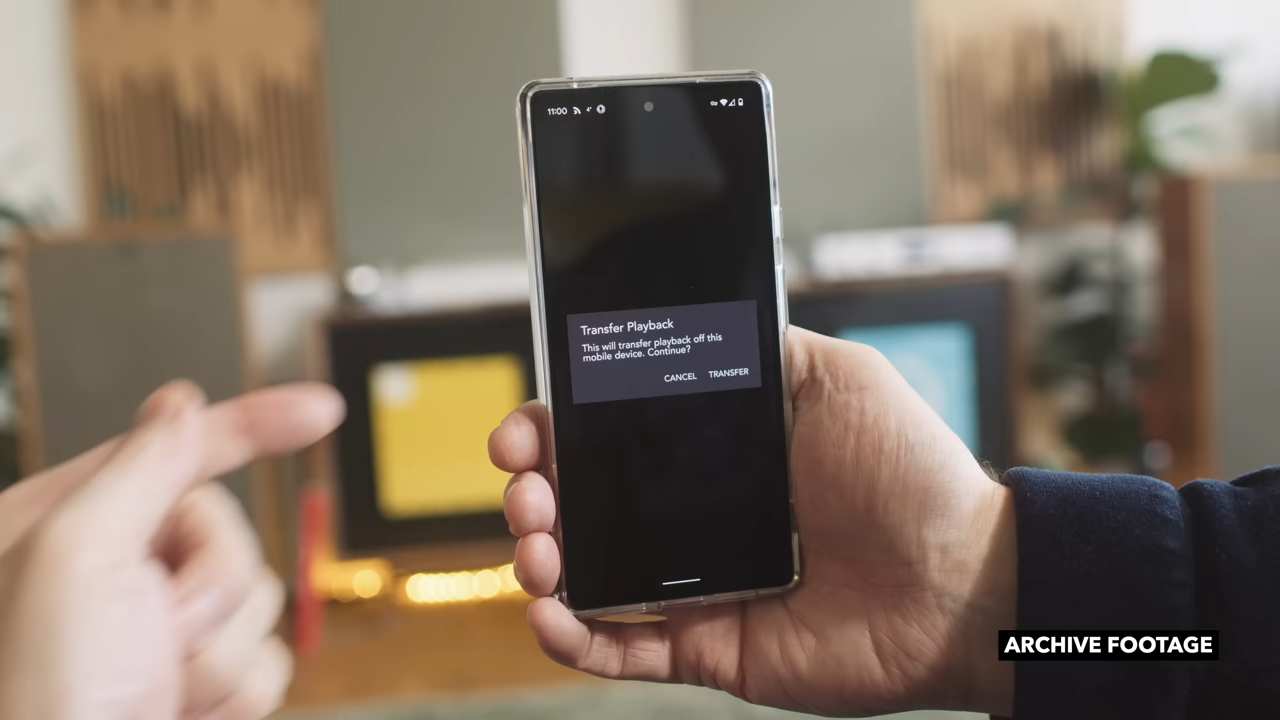 11:00
Transfer Playback
This will transfer playback off this
mobile device. Continue?
CANCEL TRANSFER
ARCHIVE FOOTAGE